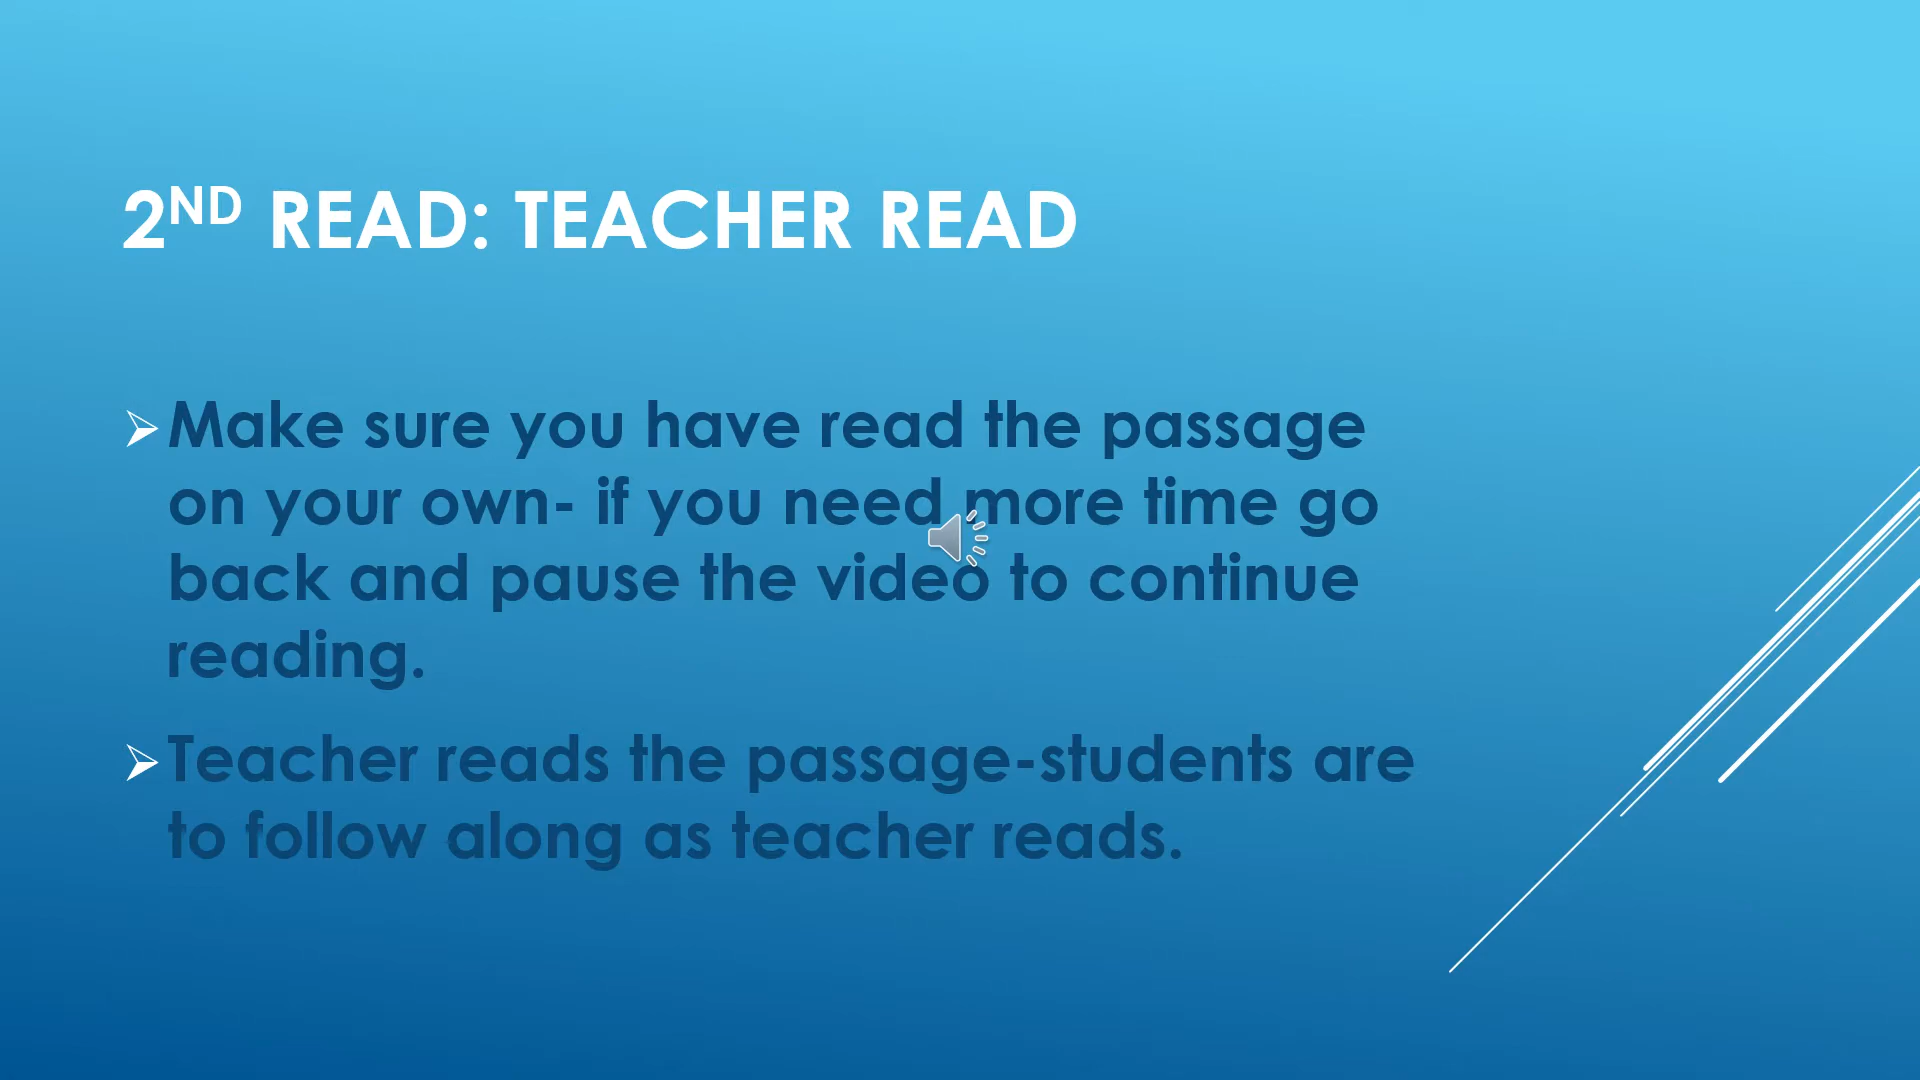 2ND READ: TEACHER READ
Make sure you have read the passage
on your own- if you need more time go
back and pause the video to continue
reading.
Teacher reads the passage-students are
to follow along as teacher reads.